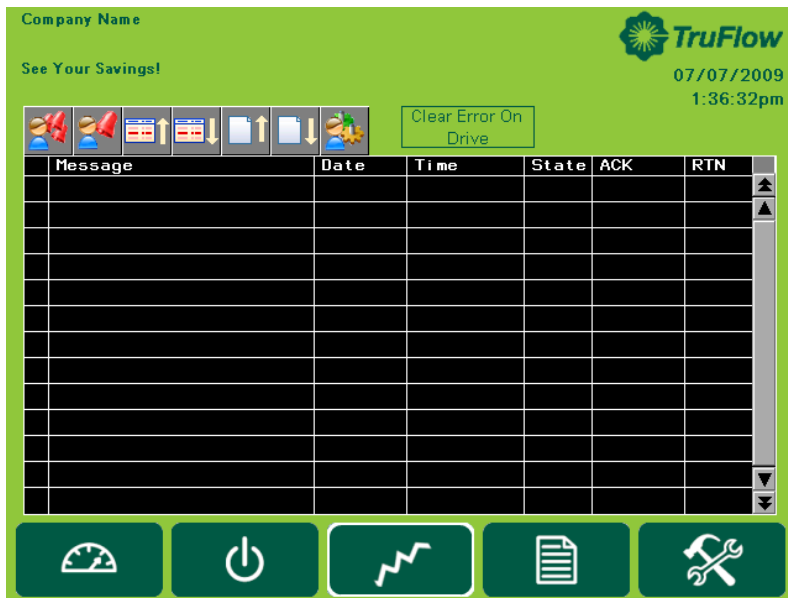 Company Name
TruFlow
See Your Savings!
07/07/2009
1:36:32pm
Clear Error On
Drive
Message Date Time State ACK RTN